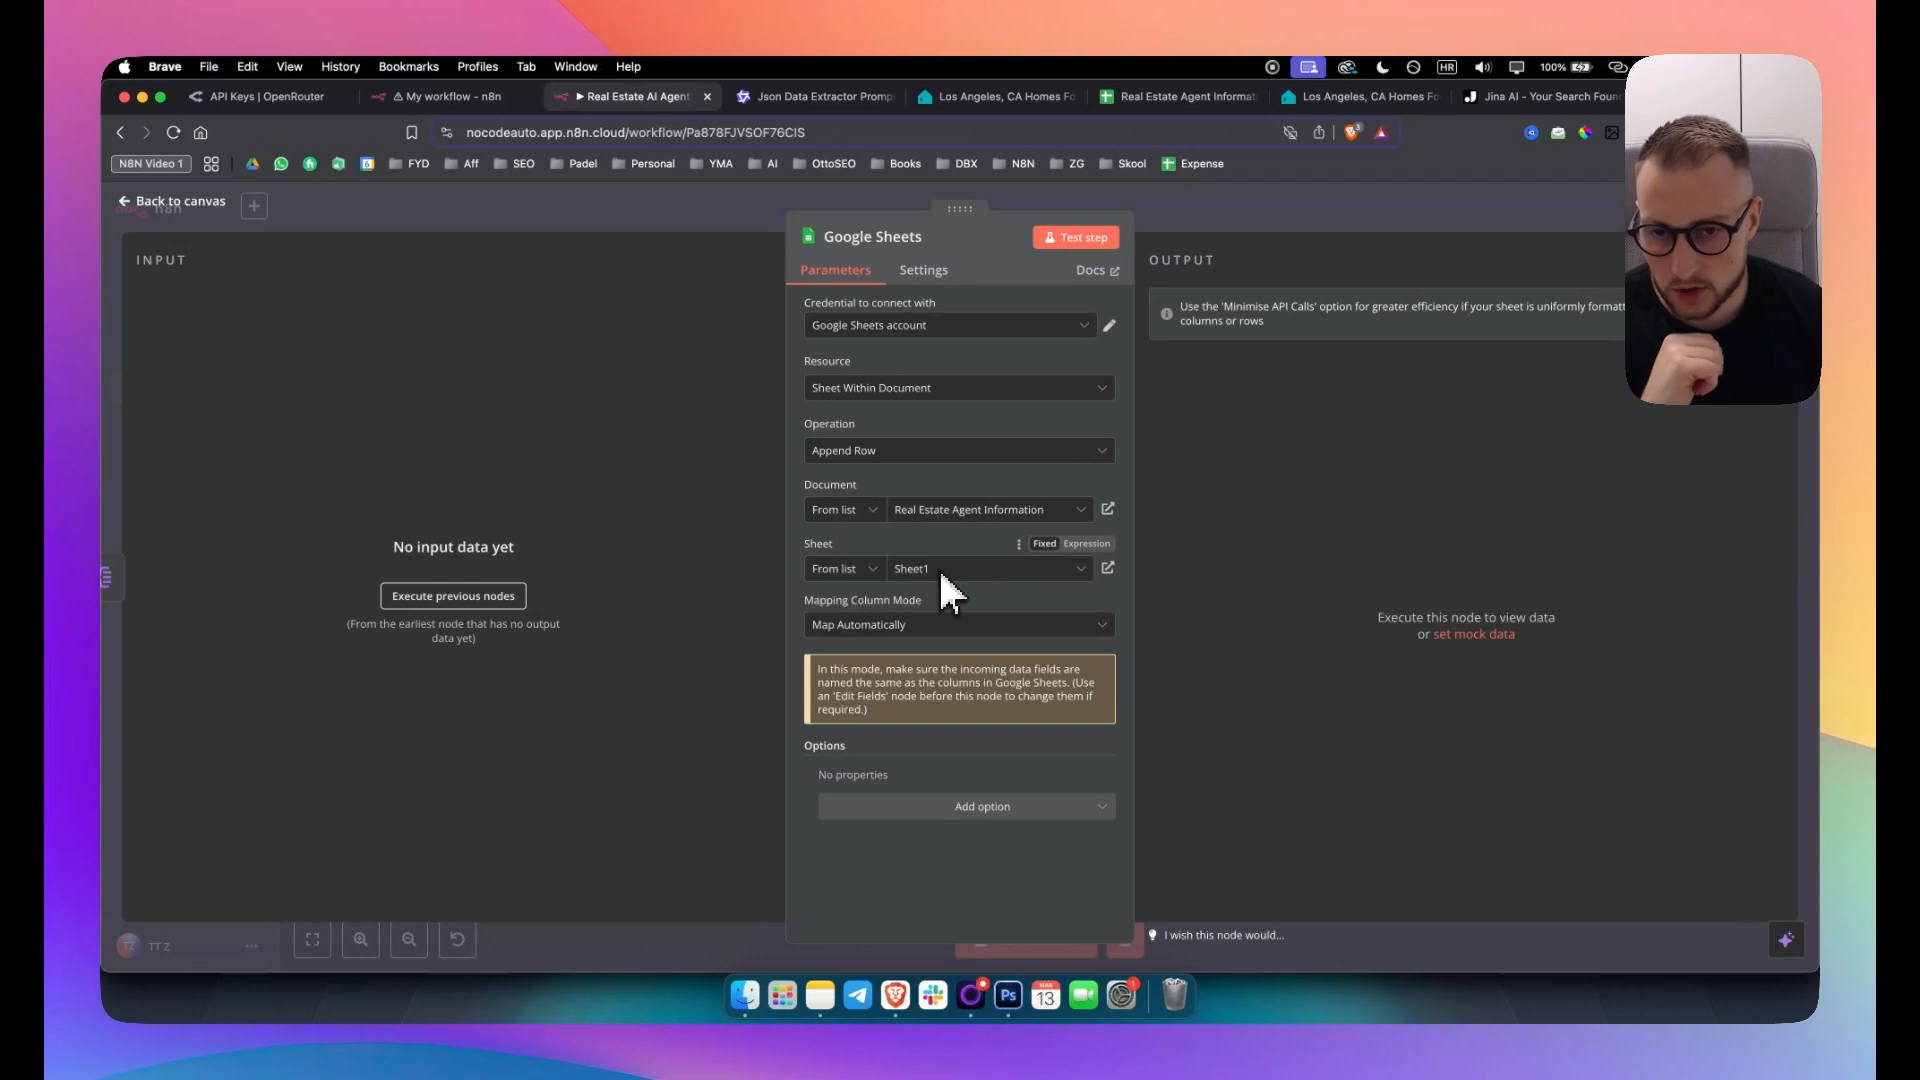 Brave File Edit View History Bookmarks Profiles Tab Window Help HR 100%
API Keys | OpenRouter ⚠ My workflow - n8n ▶ Real Estate AI Agent Json Data Extractor Promp Los Angeles, CA Homes Fo Real Estate Agent Informat Los Angeles, CA Homes Fo Jina AI - Your Search Foun
nocodeauto.app.n8n.cloud/workflow/Pa878FJVSOF76CIS
N8N Video 1 FYD Aff SEO Padel Personal YMA AI OttoSEO Books DBX N8N ZG Skool Expense
Back to canvas
n8n
INPUT
No input data yet
Execute previous nodes
(From the earliest node that has no output
data yet)
Google Sheets
Test step
Parameters Settings Docs
Credential to connect with
Google Sheets account
Resource
Sheet Within Document
Operation
Append Row
Document
From list Real Estate Agent Information
Sheet Fixed Expression
From list Sheet1
Mapping Column Mode
Map Automatically
In this mode, make sure the incoming data fields are
named the same as the columns in Google Sheets. (Use
an 'Edit Fields' node before this node to change them if
required.)
Options
No properties
Add option
OUTPUT
Use the 'Minimise API Calls' option for greater efficiency if your sheet is uniformly formatt
columns or rows
Execute this node to view data
or set mock data
I wish this node would...
TZ TT Z
Ps
MAR
13
1